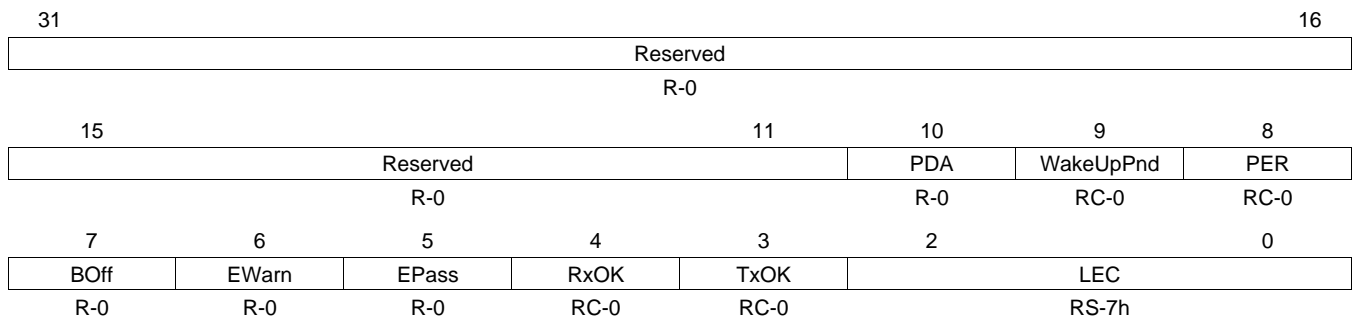 31 16
Reserved
R-0
15 11 10 9 8
Reserved PDA WakeUpPnd PER
R-0 R-0 RC-0 RC-0
7 6 5 4 3 2 0
BOff EWarn EPass RxOK TxOK LEC
R-0 R-0 R-0 RC-0 RC-0 RS-7h